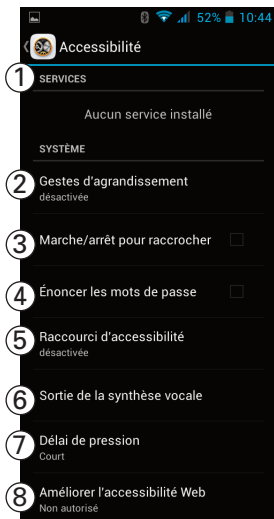 52% 10:44
Accessibilité
1 SERVICES
Aucun service installé
SYSTÈME
2 Gestes d'agrandissement
désactivée
3 Marche/arrêt pour raccrocher
4 Énoncer les mots de passe
5 Raccourci d'accessibilité
désactivée
6 Sortie de la synthèse vocale
7 Délai de pression
Court
8 Améliorer l'accessibilité Web
Non autorisé